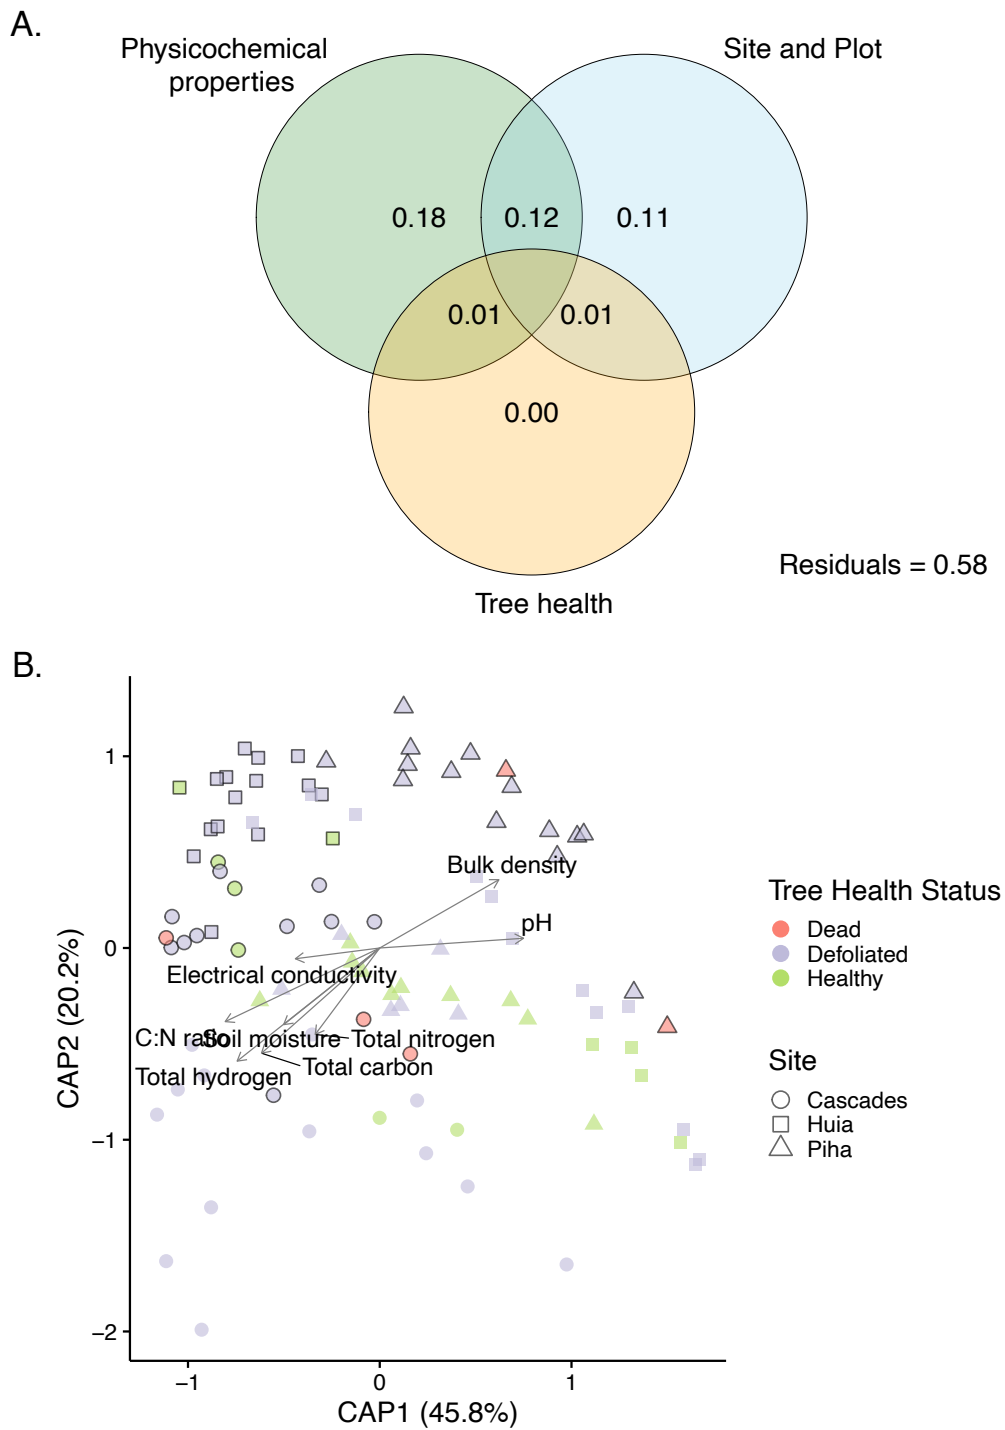 A.
Physicochemical
properties
Site and Plot
0.18
0.12
0.11
0.01
0.01
0.00
Residuals = 0.58
Tree health
B.
CAP2 (20.2%)
1
0
−1
−2
Bulk density
pH
Electrical conductivity
C:N ratio
Soil moisture
Total nitrogen
Total carbon
Total hydrogen
−1
0
1
CAP1 (45.8%)
Tree Health Status
Dead
Defoliated
Healthy
Site
Cascades
Huia
Piha